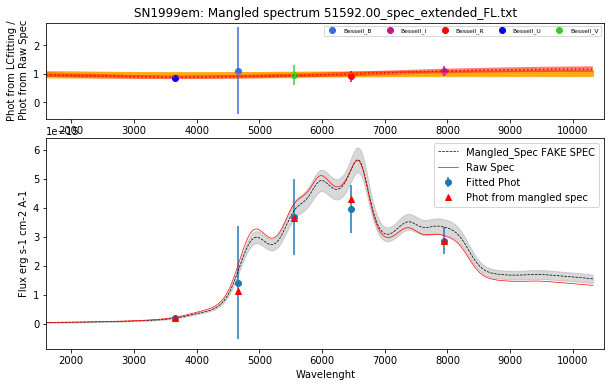 SN1999em: Mangled spectrum 51592.00_spec_extended_FL.txt
Phot from LCfitting /
Phot from Raw Spec
2
1
0
Bessell_B
Bessell_I
Bessell_R
Bessell_U
Bessell_V
2000 3000 4000 5000 6000 7000 8000 9000 10000
1e−15
Flux erg s-1 cm-2 A-1
6
5
4
3
2
1
0
Mangled_Spec FAKE SPEC
Raw Spec
Fitted Phot
Phot from mangled spec
2000 3000 4000 5000 6000 7000 8000 9000 10000
Wavelenght